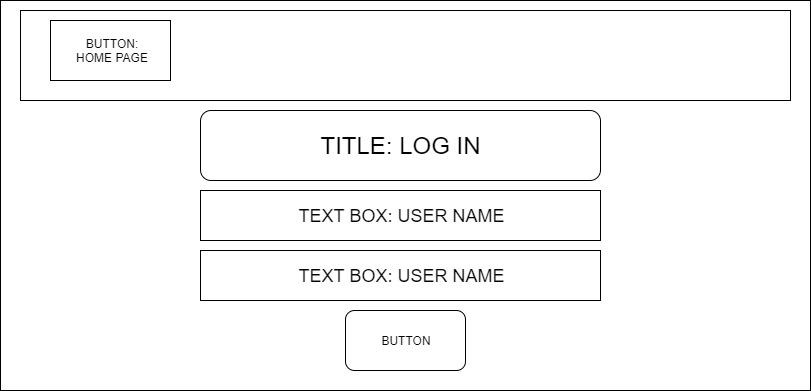 BUTTON:
HOME PAGE
TITLE: LOG IN
TEXT BOX: USER NAME
TEXT BOX: USER NAME
BUTTON